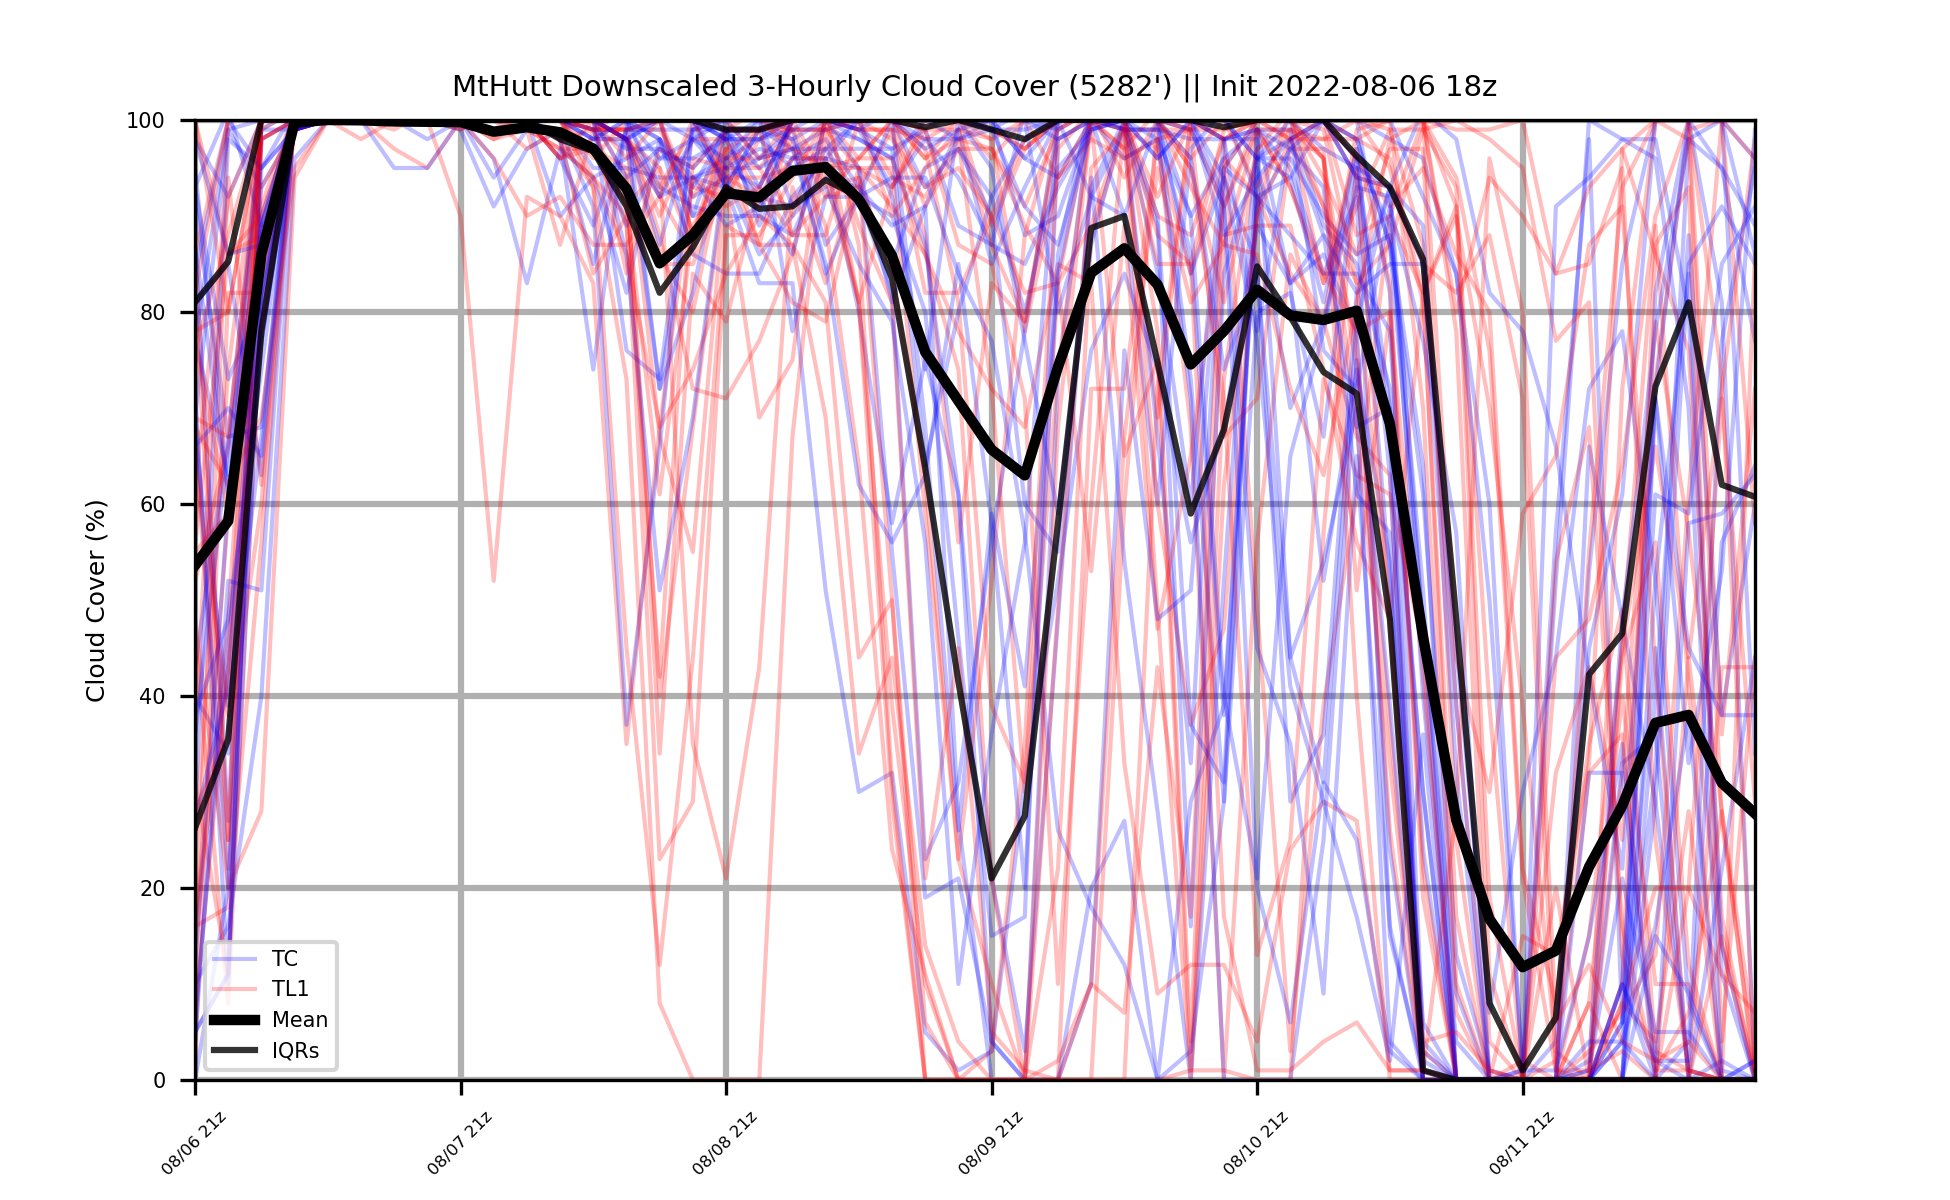 MtHutt Downscaled 3-Hourly Cloud Cover (5282') || Init 2022-08-06 18z
Cloud Cover (%)
100
80
60
40
20
0
TC
TL1
Mean
IQRs
08/06 21z
08/07 21z
08/08 21z
08/09 21z
08/10 21z
08/11 21z